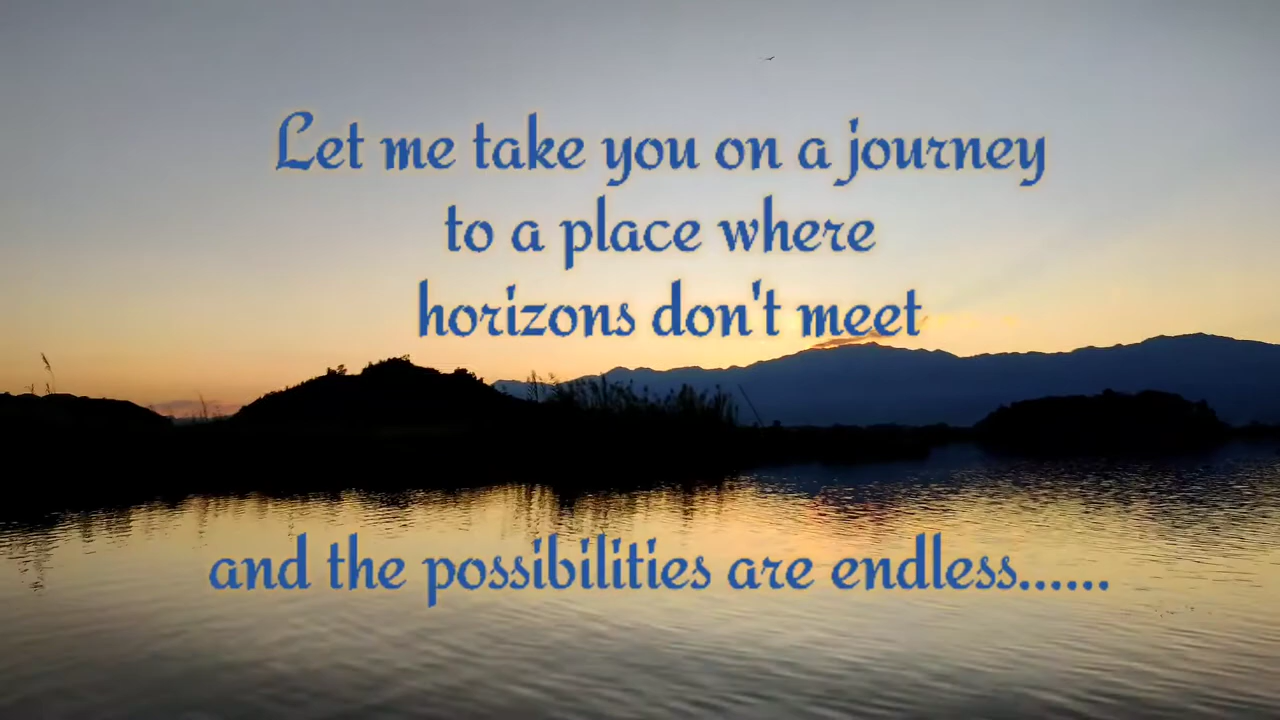 Let me take you on a journey
to a place where
horizons don't meet
and the possibilities are endless......